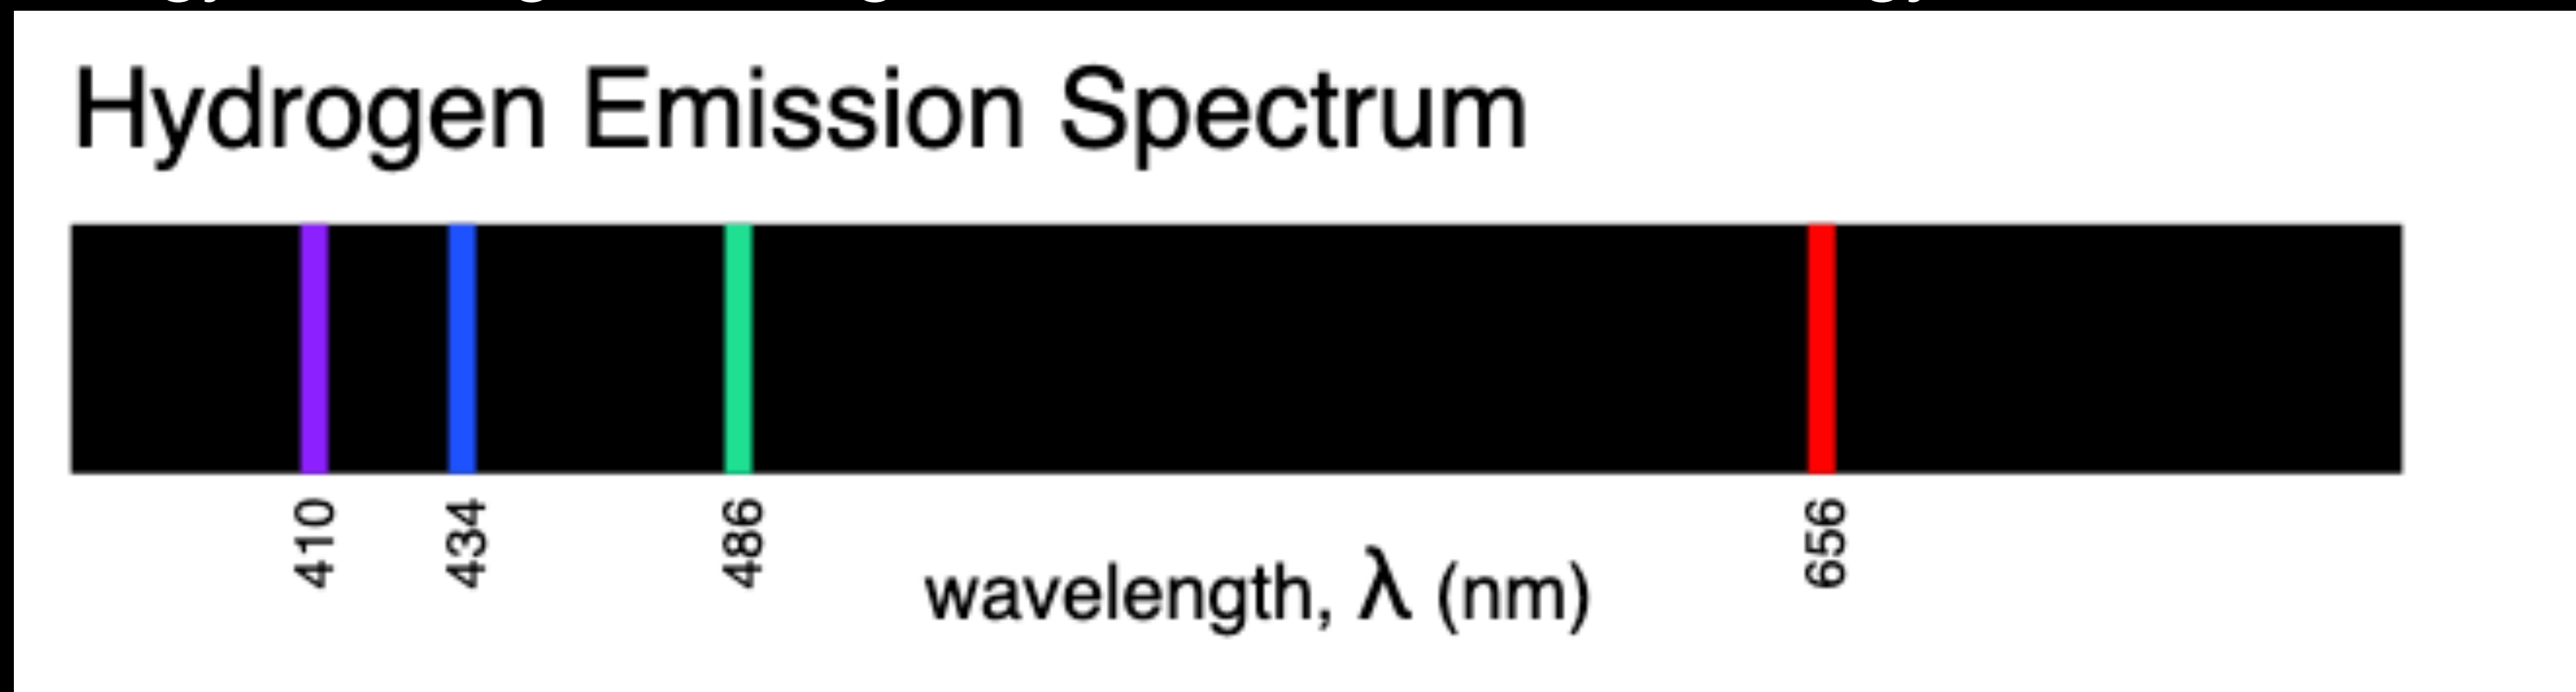 Hydrogen Emission Spectrum
410
434
486
656
wavelength, λ (nm)